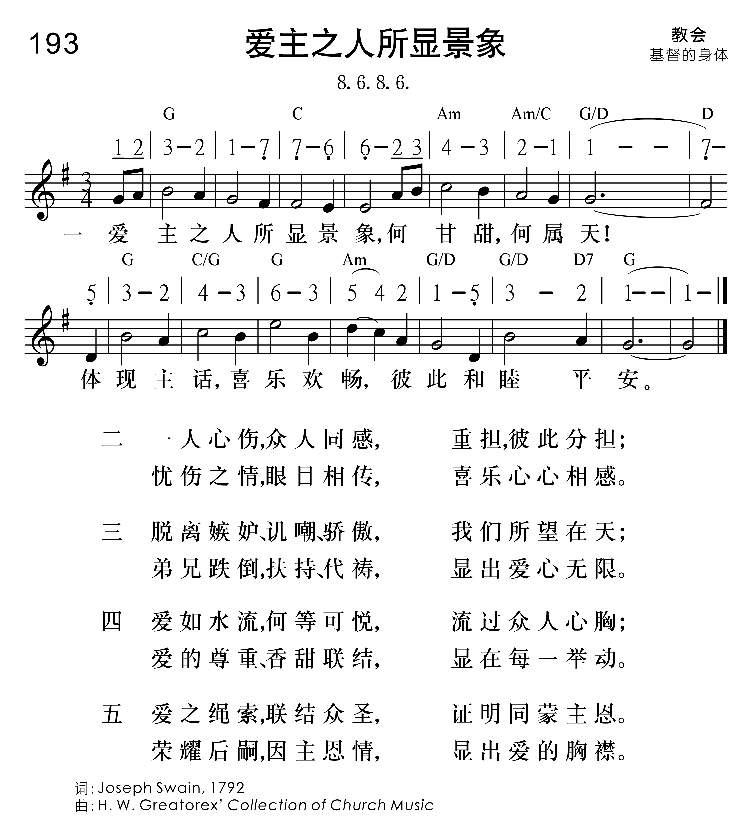 193 爱主之人所显景象 教会
基督的身体
8. 6. 8. 6.
G C Am Am/C G/D D
1 2 | 3－2 | 1－7 | 7－6 | 6－2 3 | 4－3 | 2－1 | 1 － | 7－
3 4
一 爱 主 之 人 所 显 景 象, 何 甘 甜, 何 属 天!
G C/G G Am G/D G/D D7 G
5 | 3－2 | 4－3 | 6－3 | 5 4 2 | 1－5 | 3 － 2 | 1－ | 1－
体 现 主 话, 喜 乐 欢 畅, 彼 此 和 睦 平 安。
二 一人心伤,众人同感, 重担,彼此分担;
忧伤之情,眼目相传, 喜乐心心相感。
三 脱离嫉妒、讥嘲、骄傲, 我们所望在天;
弟兄跌倒,扶持、代祷, 显出爱心无限。
四 爱如水流,何等可悦, 流过众人心胸;
爱的尊重、香甜联结, 显在每一举动。
五 爱之绳索,联结众圣, 证明同蒙主恩。
荣耀后嗣,因主恩情, 显出爱的胸襟。
词: Joseph Swain, 1792
曲: H. W. Greatorex’ Collection of Church Music